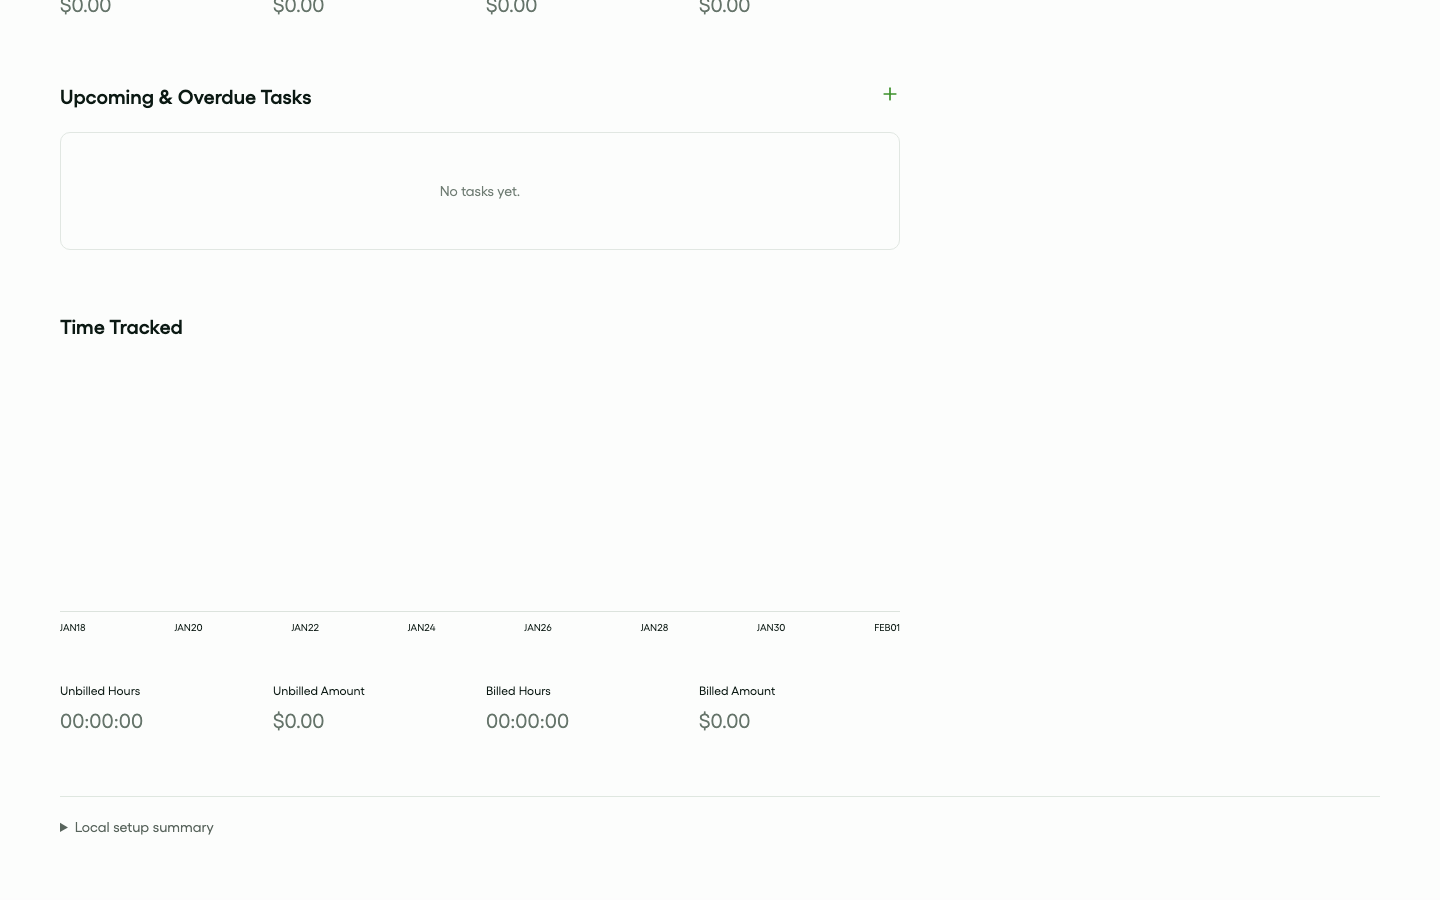 $0.00 $0.00 $0.00 $0.00
Upcoming & Overdue Tasks
No tasks yet.
Time Tracked
JAN18 JAN20 JAN22 JAN24 JAN26 JAN28 JAN30 FEB01
Unbilled Hours Unbilled Amount Billed Hours Billed Amount
00:00:00 $0.00 00:00:00 $0.00
Local setup summary